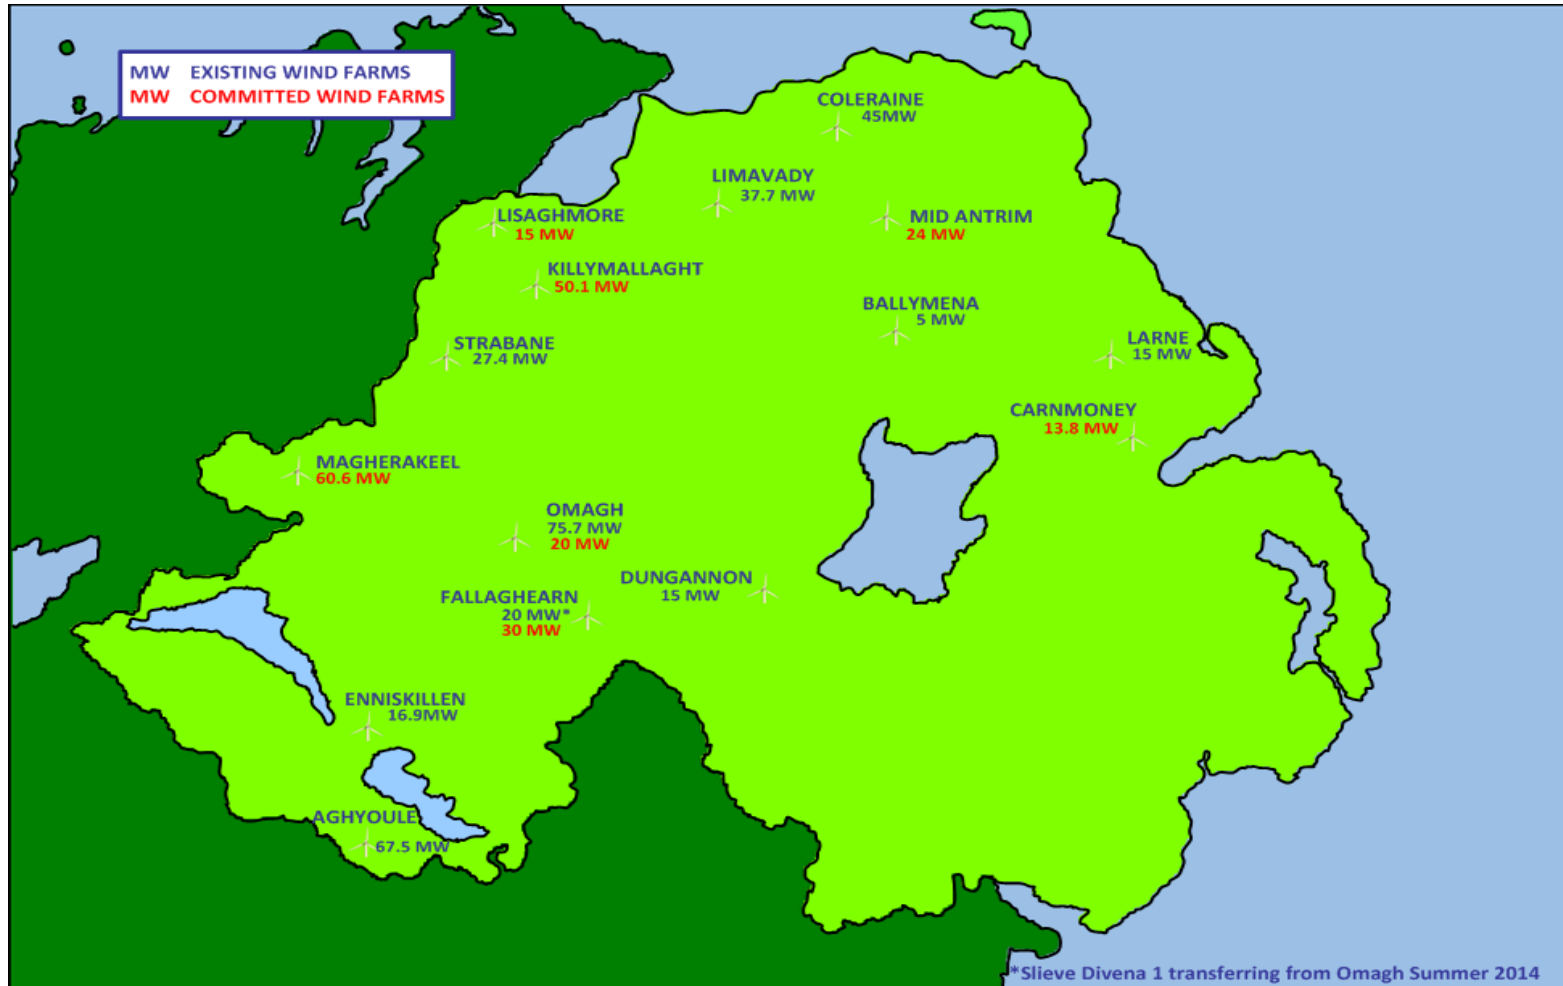 MW EXISTING WIND FARMS
MW COMMITTED WIND FARMS
COLERAINE
45MW
LIMAVADY
37.7 MW
LISAGHMORE
15 MW
MID ANTRIM
24 MW
KILLYMALLAGHT
50.1 MW
BALLYMENA
5 MW
STRABANE
27.4 MW
LARNE
15 MW
CARNMONEY
13.8 MW
MAGHERAKEEL
60.6 MW
OMAGH
75.7 MW
20 MW
DUNGANNON
15 MW
FALLAGHEARN
20 MW*
30 MW
ENNISKILLEN
16.9MW
AGHYOULE
67.5 MW
*Slieve Divena 1 transferring from Omagh Summer 2014